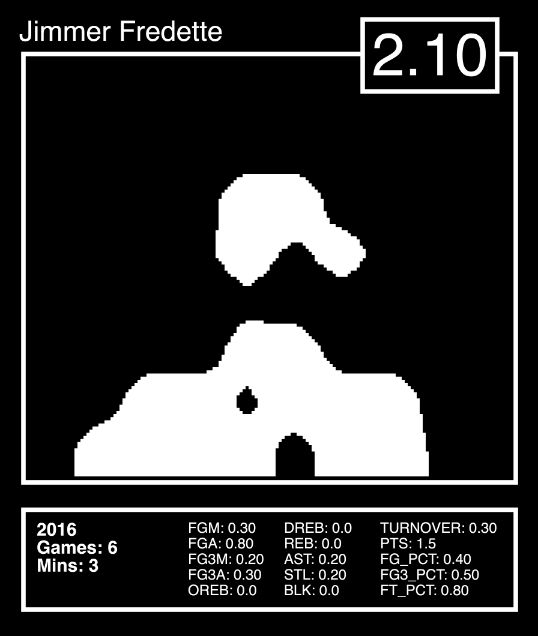 Jimmer Fredette
2.10
2016
Games: 6
Mins: 3
FGM: 0.30
FGA: 0.80
FG3M: 0.20
FG3A: 0.30
OREB: 0.0
DREB: 0.0
REB: 0.0
AST: 0.20
STL: 0.20
BLK: 0.0
TURNOVER: 0.30
PTS: 1.5
FG_PCT: 0.40
FG3_PCT: 0.50
FT_PCT: 0.80